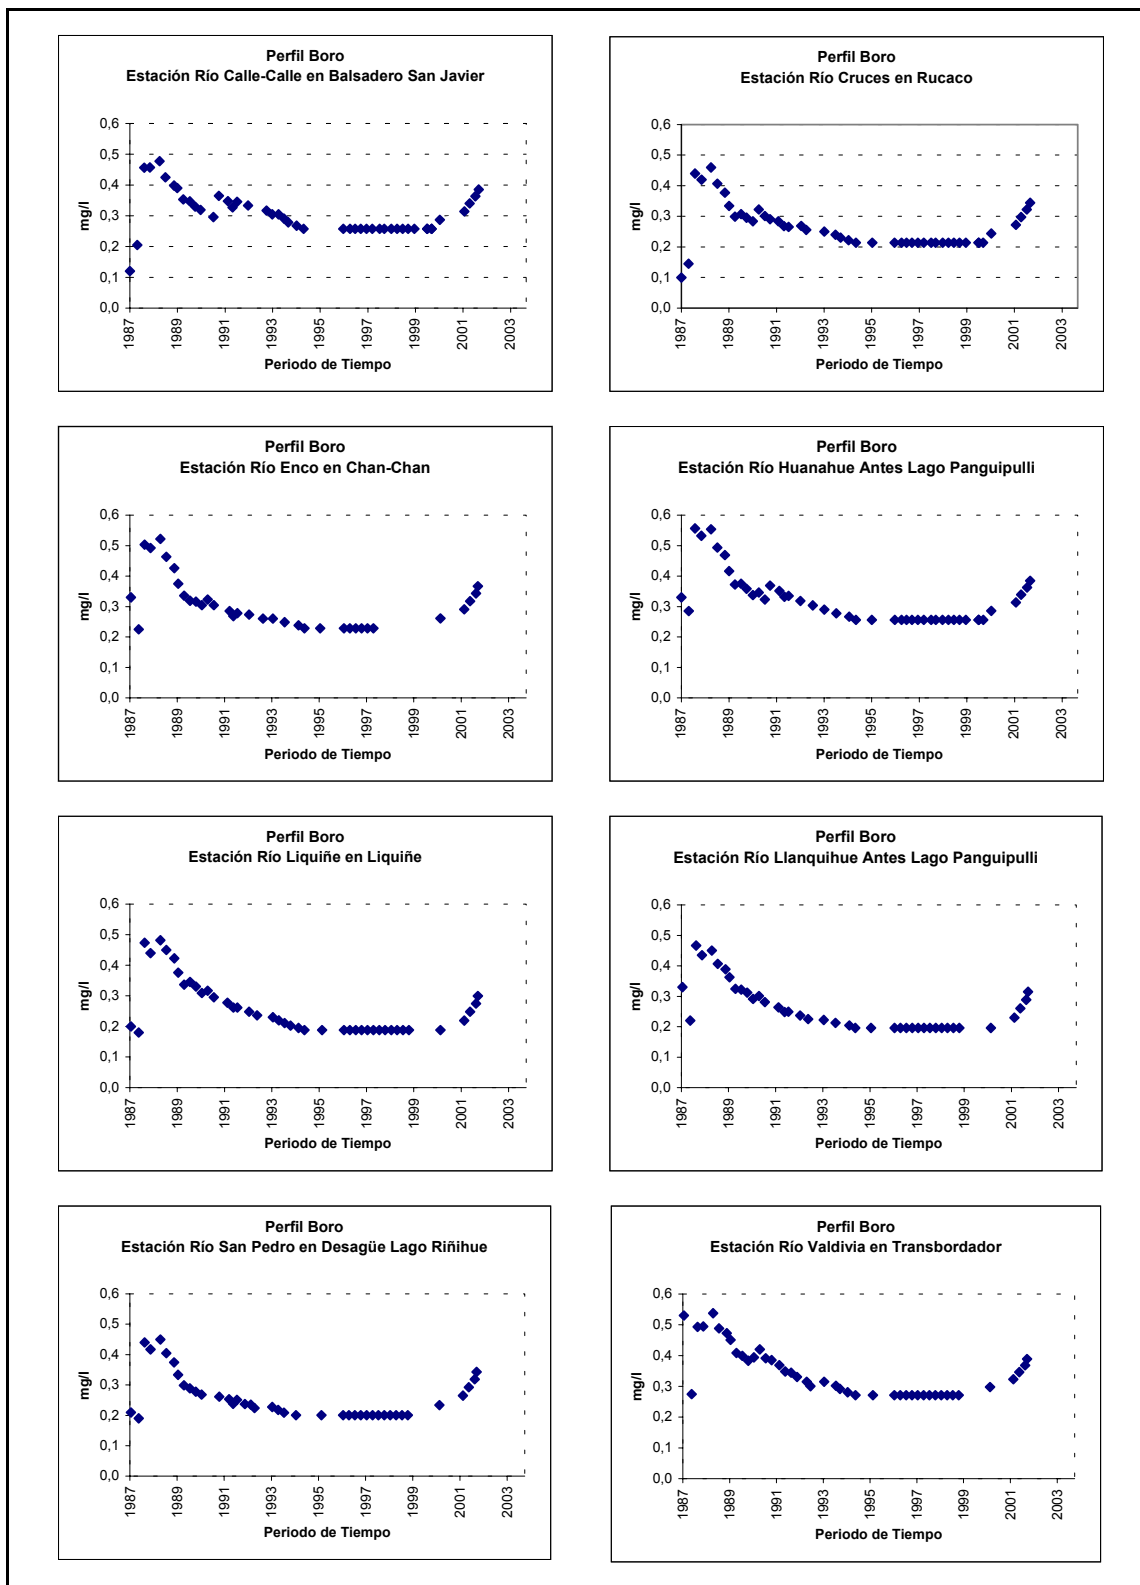 Perfil Boro
Estación Río Calle-Calle en Balsadero San Javier
0,6
0,5
0,4
0,3
0,2
0,1
0,0
mg/l
1987 1989 1991 1993 1995 1997 1999 2001 2003
Periodo de Tiempo
Perfil Boro
Estación Río Cruces en Rucaco
0,6
0,5
0,4
0,3
0,2
0,1
0,0
mg/l
1987 1989 1991 1993 1995 1997 1999 2001 2003
Periodo de Tiempo
Perfil Boro
Estación Río Enco en Chan-Chan
0,6
0,5
0,4
0,3
0,2
0,1
0,0
mg/l
1987 1989 1991 1993 1995 1997 1999 2001 2003
Periodo de Tiempo
Perfil Boro
Estación Río Huanahue Antes Lago Panguipulli
0,6
0,5
0,4
0,3
0,2
0,1
0,0
mg/l
1987 1989 1991 1993 1995 1997 1999 2001 2003
Periodo de Tiempo
Perfil Boro
Estación Río Liquiñe en Liquiñe
0,6
0,5
0,4
0,3
0,2
0,1
0,0
mg/l
1987 1989 1991 1993 1995 1997 1999 2001 2003
Periodo de Tiempo
Perfil Boro
Estación Río Llanquihue Antes Lago Panguipulli
0,6
0,5
0,4
0,3
0,2
0,1
0,0
mg/l
1987 1989 1991 1993 1995 1997 1999 2001 2003
Periodo de Tiempo
Perfil Boro
Estación Río San Pedro en Desagüe Lago Riñihue
0,6
0,5
0,4
0,3
0,2
0,1
0,0
mg/l
1987 1989 1991 1993 1995 1997 1999 2001 2003
Periodo de Tiempo
Perfil Boro
Estación Río Valdivia en Transbordador
0,6
0,5
0,4
0,3
0,2
0,1
0,0
mg/l
1987 1989 1991 1993 1995 1997 1999 2001 2003
Periodo de Tiempo